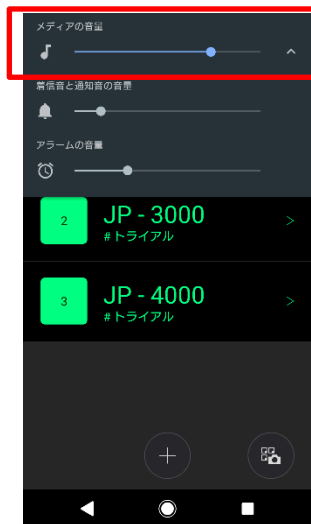 メディアの音量
着信音と通知音の音量
アラームの音量
2
JP - 3000
#トライアル
>
3
JP - 4000
#トライアル
>